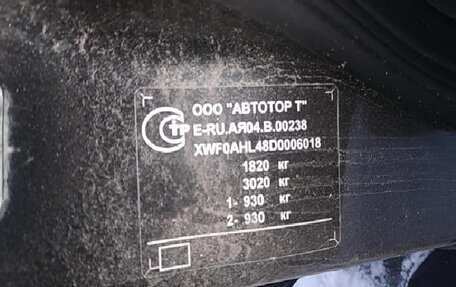 ООО "АВТОТОР Т"
E-RU.АЯ04.В.00238
XWF0AHL48D0006018
1820 кг
3020 кг
1- 930 кг
2- 930 кг